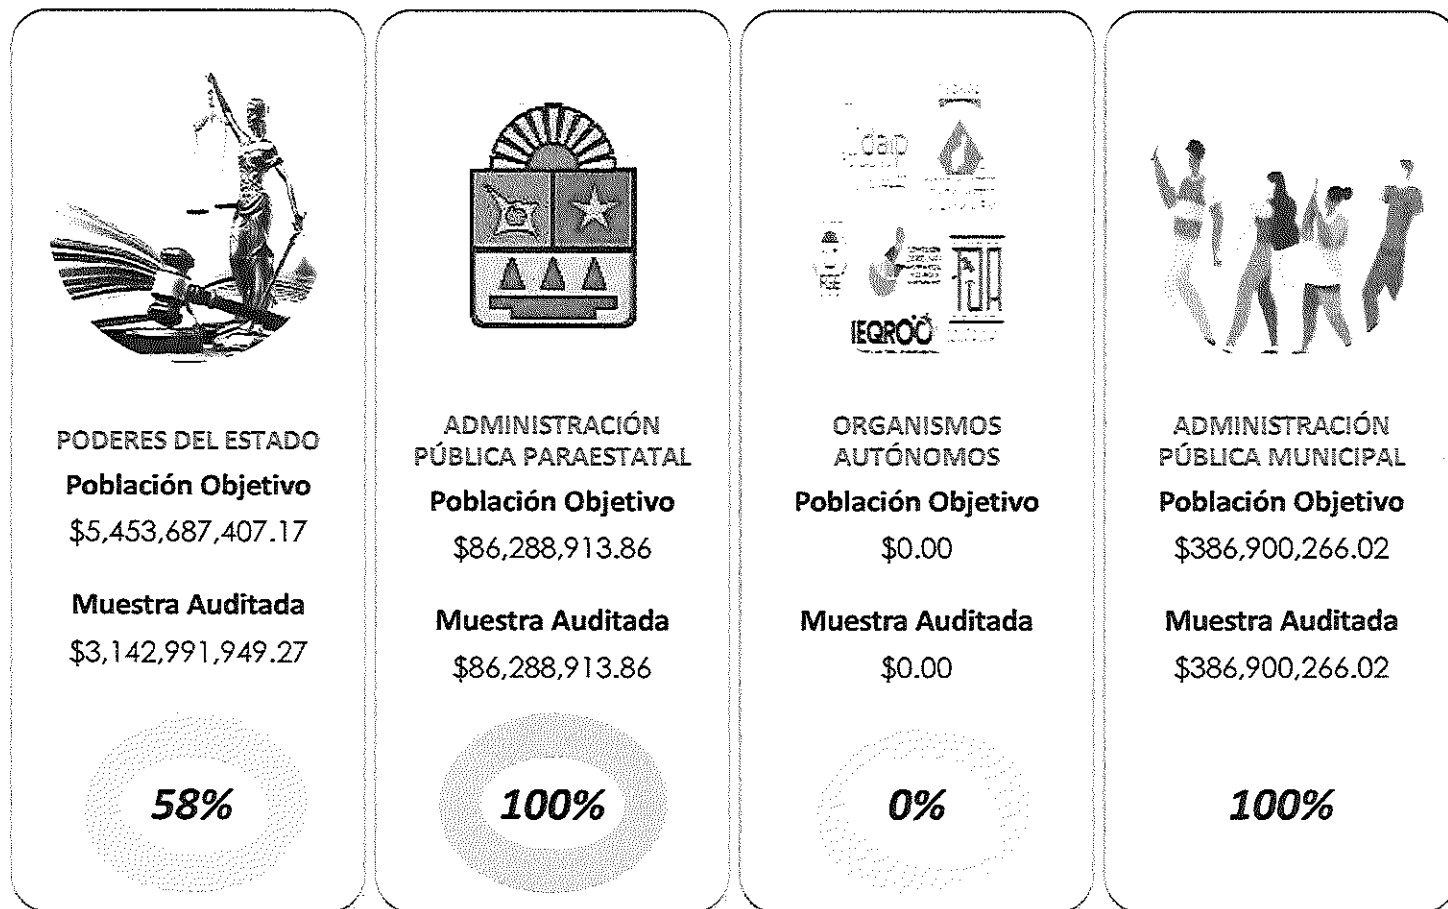 PODERES DEL ESTADO
Población Objetivo
$5,453,687,407.17
Muestra Auditada
$3,142,991,949.27
58%
ADMINISTRACIÓN
PÚBLICA PARAESTATAL
Población Objetivo
$86,288,913.86
Muestra Auditada
$86,288,913.86
100%
IEQROO
ORGANISMOS
AUTÓNOMOS
Población Objetivo
$0.00
Muestra Auditada
$0.00
0%
ADMINISTRACIÓN
PÚBLICA MUNICIPAL
Población Objetivo
$386,900,266.02
Muestra Auditada
$386,900,266.02
100%